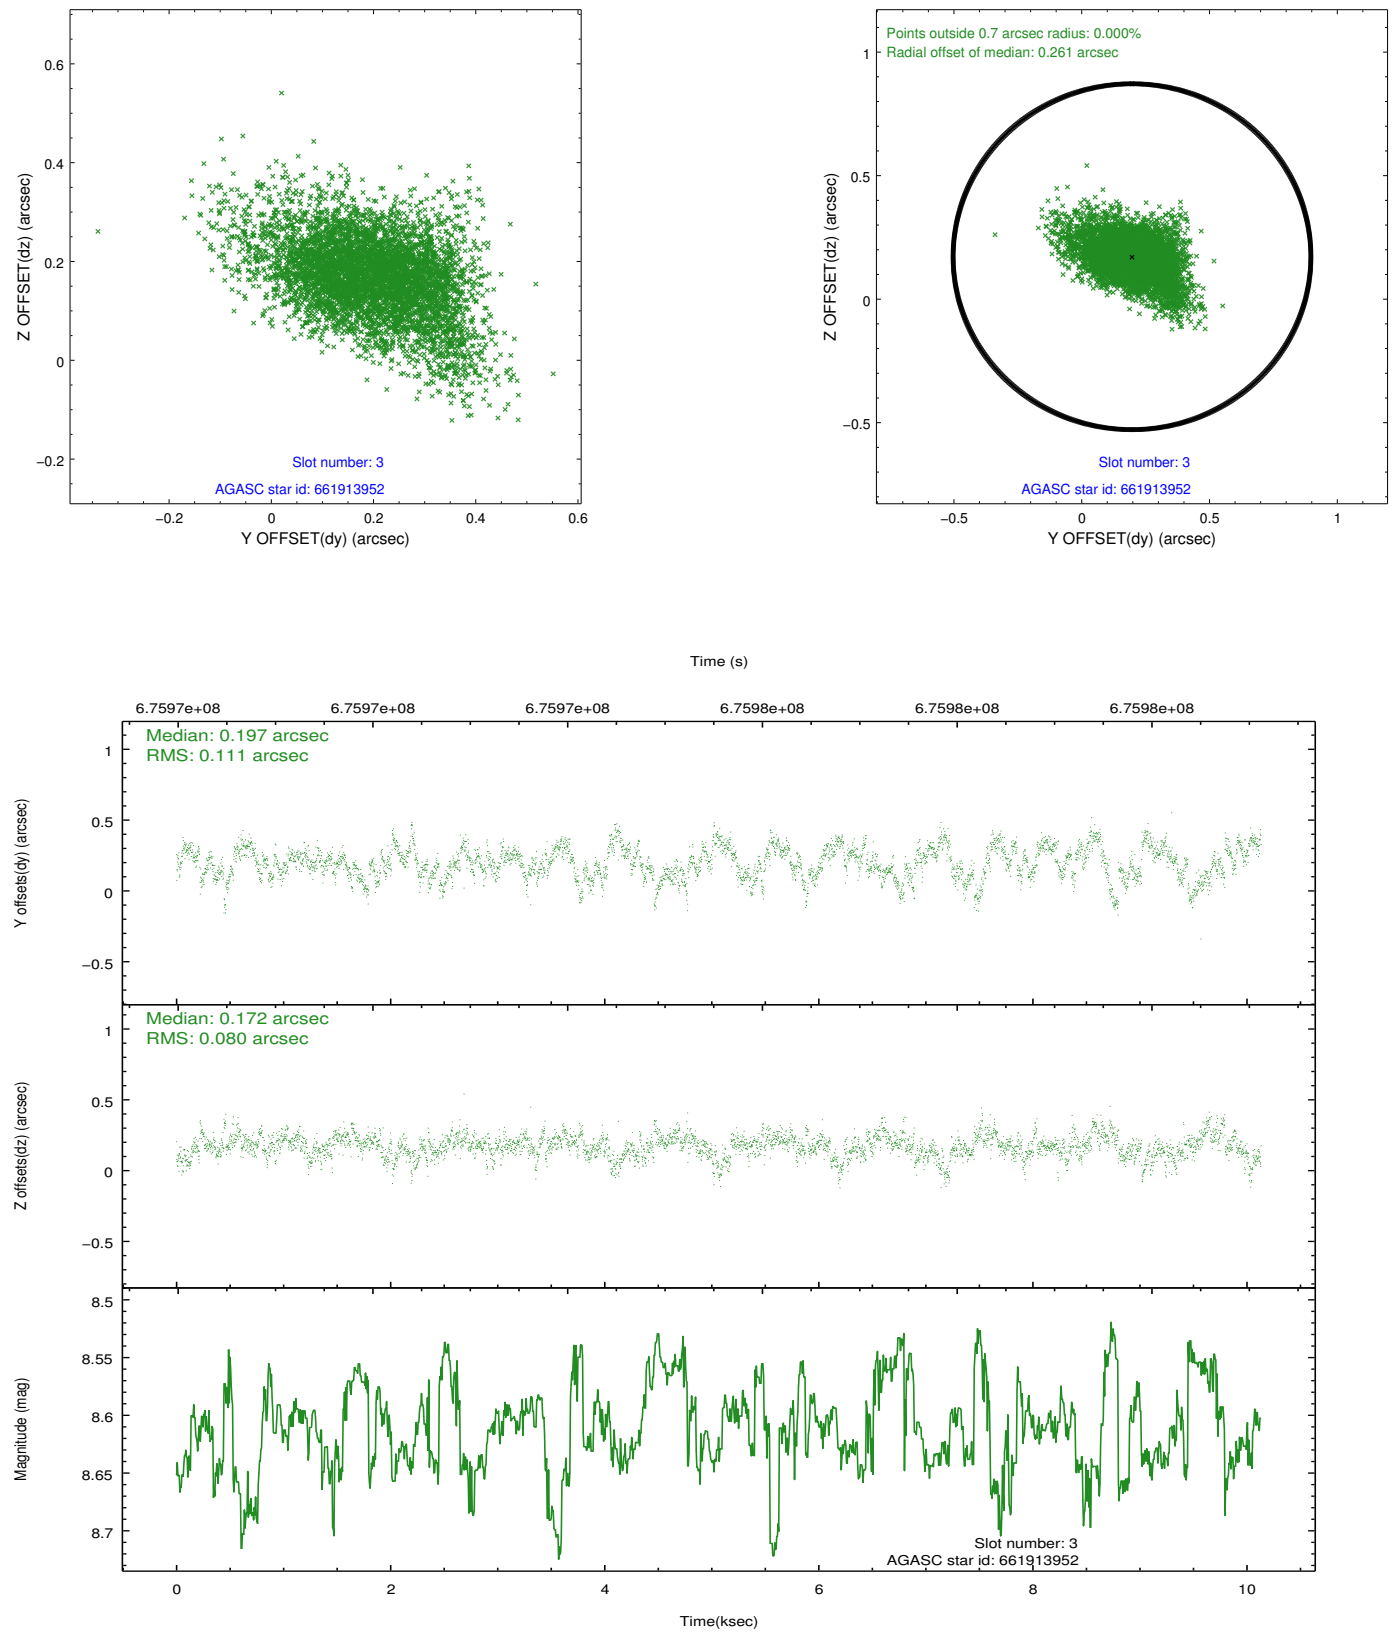 0.6
0.4
0.2
0
−0.2
Z OFFSET(dz) (arcsec)
Slot number: 3
AGASC star id: 661913952
−0.2 0 0.2 0.4 0.6
Y OFFSET(dy) (arcsec)
Points outside 0.7 arcsec radius: 0.000%
Radial offset of median: 0.261 arcsec
1
0.5
0
−0.5
Z OFFSET(dz) (arcsec)
Slot number: 3
AGASC star id: 661913952
−0.5 0 0.5 1
Y OFFSET(dy) (arcsec)
Time (s)
6.7597e+08 6.7597e+08 6.7597e+08 6.7598e+08 6.7598e+08 6.7598e+08
Median: 0.197 arcsec
RMS: 0.111 arcsec
1
0.5
0
−0.5
Y offsets(dy) (arcsec)
Median: 0.172 arcsec
RMS: 0.080 arcsec
1
0.5
0
−0.5
Z offsets(dz) (arcsec)
8.5
8.55
8.6
8.65
8.7
Magnitude (mag)
Slot number: 3
AGASC star id: 661913952
0 2 4 6 8 10
Time(ksec)